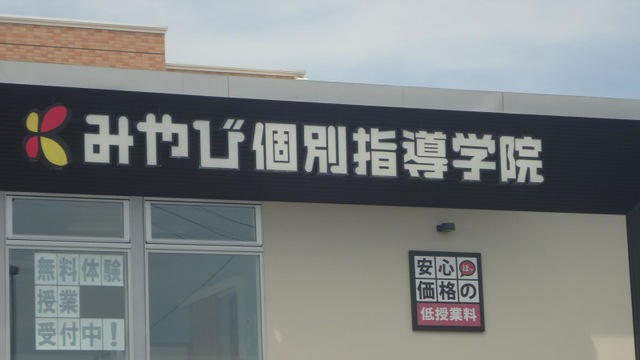 みやび個別指導学院
無料体験
授業
受付中!
安心は~
価格の
低授業料